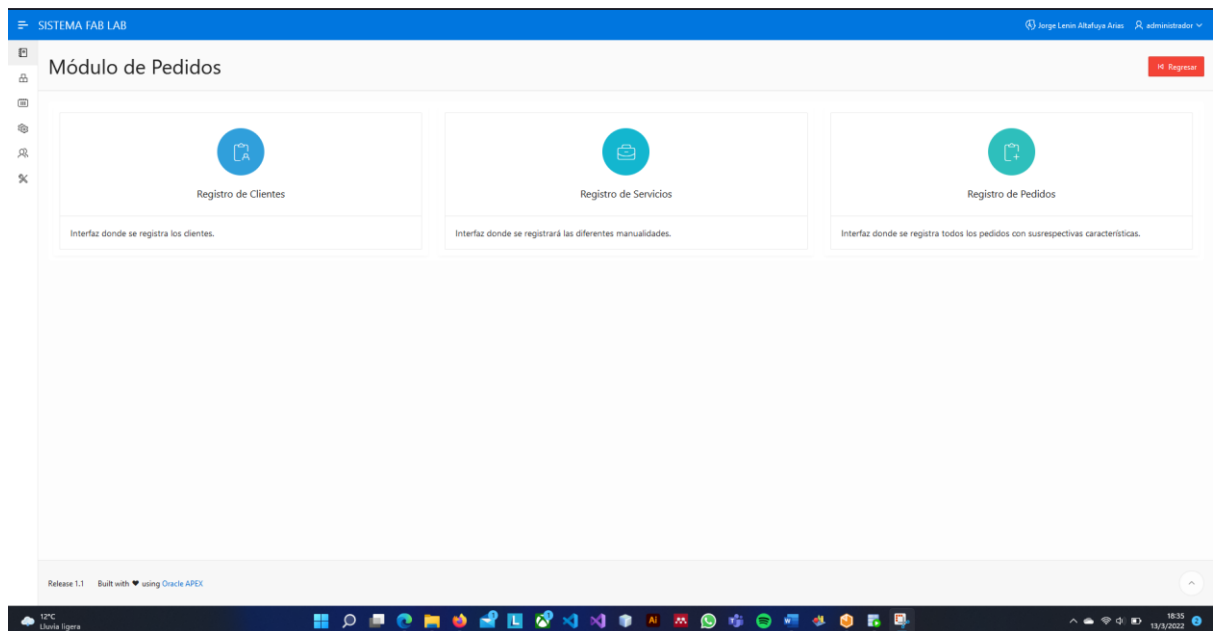 SISTEMA FAB LAB
Jorge Lenin Altafuya Arias administrador
Módulo de Pedidos
Regresar
Registro de Clientes
Interfaz donde se registra los clientes.
Registro de Servicios
Interfaz donde se registrará las diferentes manualidades.
Registro de Pedidos
Interfaz donde se registra todos los pedidos con susrespectivas características.
Release 1.1 Built with ♥ using Oracle APEX
12°C
Lluvia ligera
18:35
13/3/2022